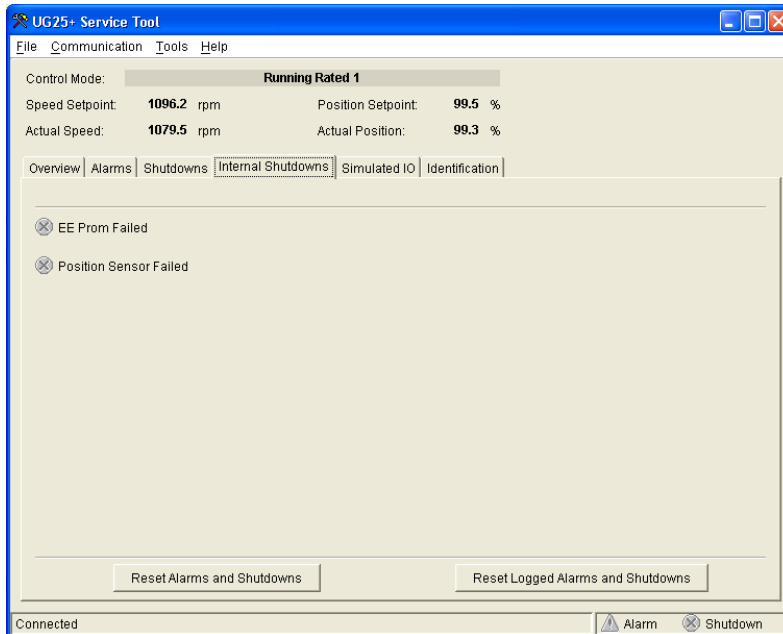 UG25+ Service Tool
File Communication Tools Help
Control Mode: Running Rated 1
Speed Setpoint: 1096.2 rpm Position Setpoint: 99.5 %
Actual Speed: 1079.5 rpm Actual Position: 99.3 %
Overview Alarms Shutdowns Internal Shutdowns Simulated IO Identification
EE Prom Failed
Position Sensor Failed
Reset Alarms and Shutdowns Reset Logged Alarms and Shutdowns
Connected Alarm Shutdown